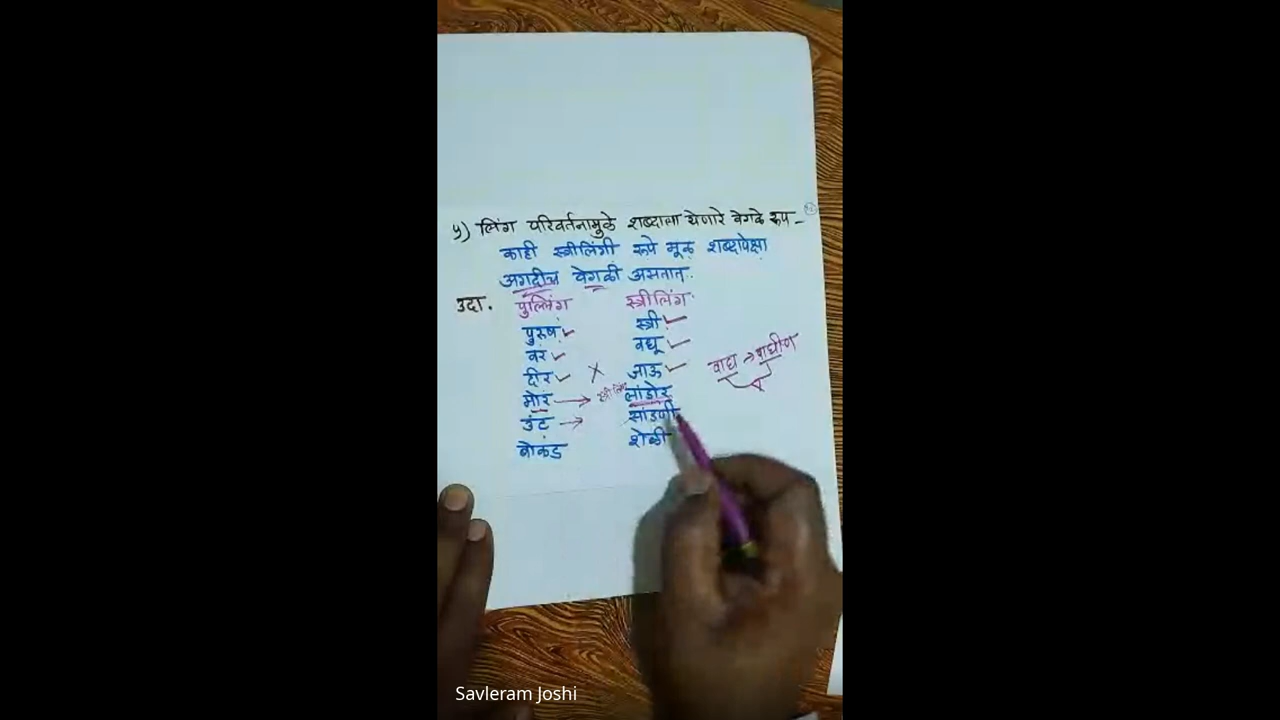 ५) लिंग परिवर्तनामुळे शब्दाला येणारे वेगळे रूप -
काही स्त्रीलिंगी रूपे मूळ शब्दापेक्षा
अगदीच वेगळी असतात.
उदा. पुल्लिंग स्त्रीलिंग
पुरुष स्त्री
वर वधू
दीर × जाऊ वाघ → वाघीण
मोर → स्त्रीलिंग लांडोर
उंट → सांडणी
बोकड शेळी
Savleram Joshi